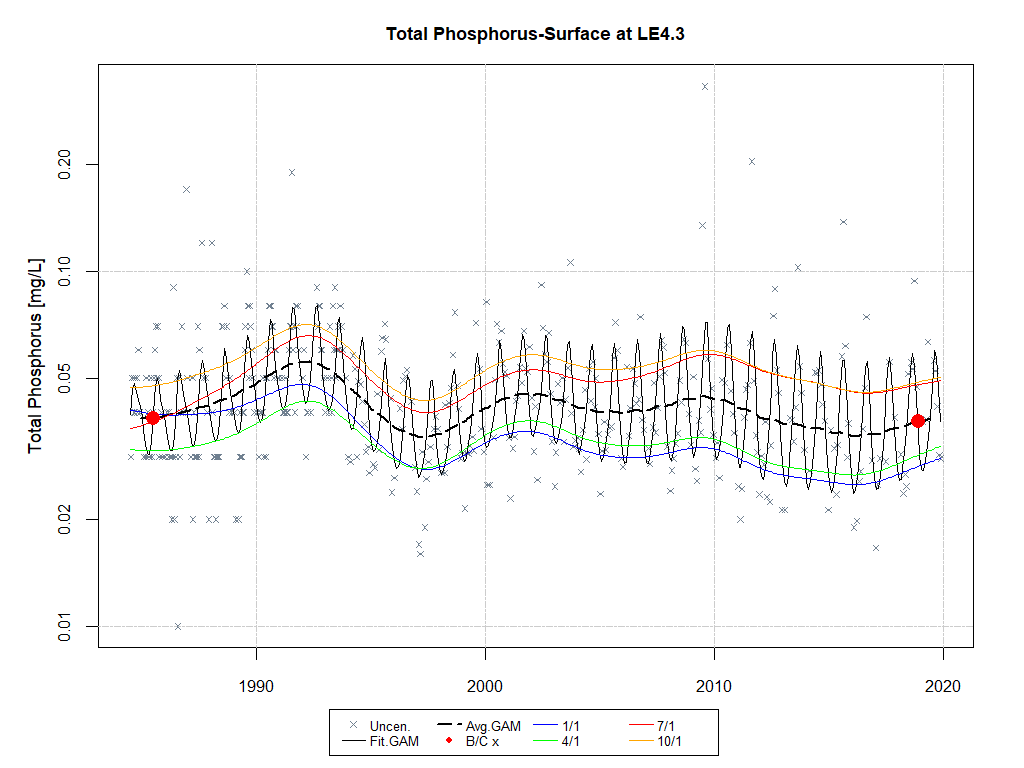 Total Phosphorus-Surface at LE4.3
Total Phosphorus [mg/L]
0.20
0.10
0.05
0.02
0.01
1990 2000 2010 2020
Uncen. Avg.GAM 1/1 7/1
Fit.GAM B/C x 4/1 10/1